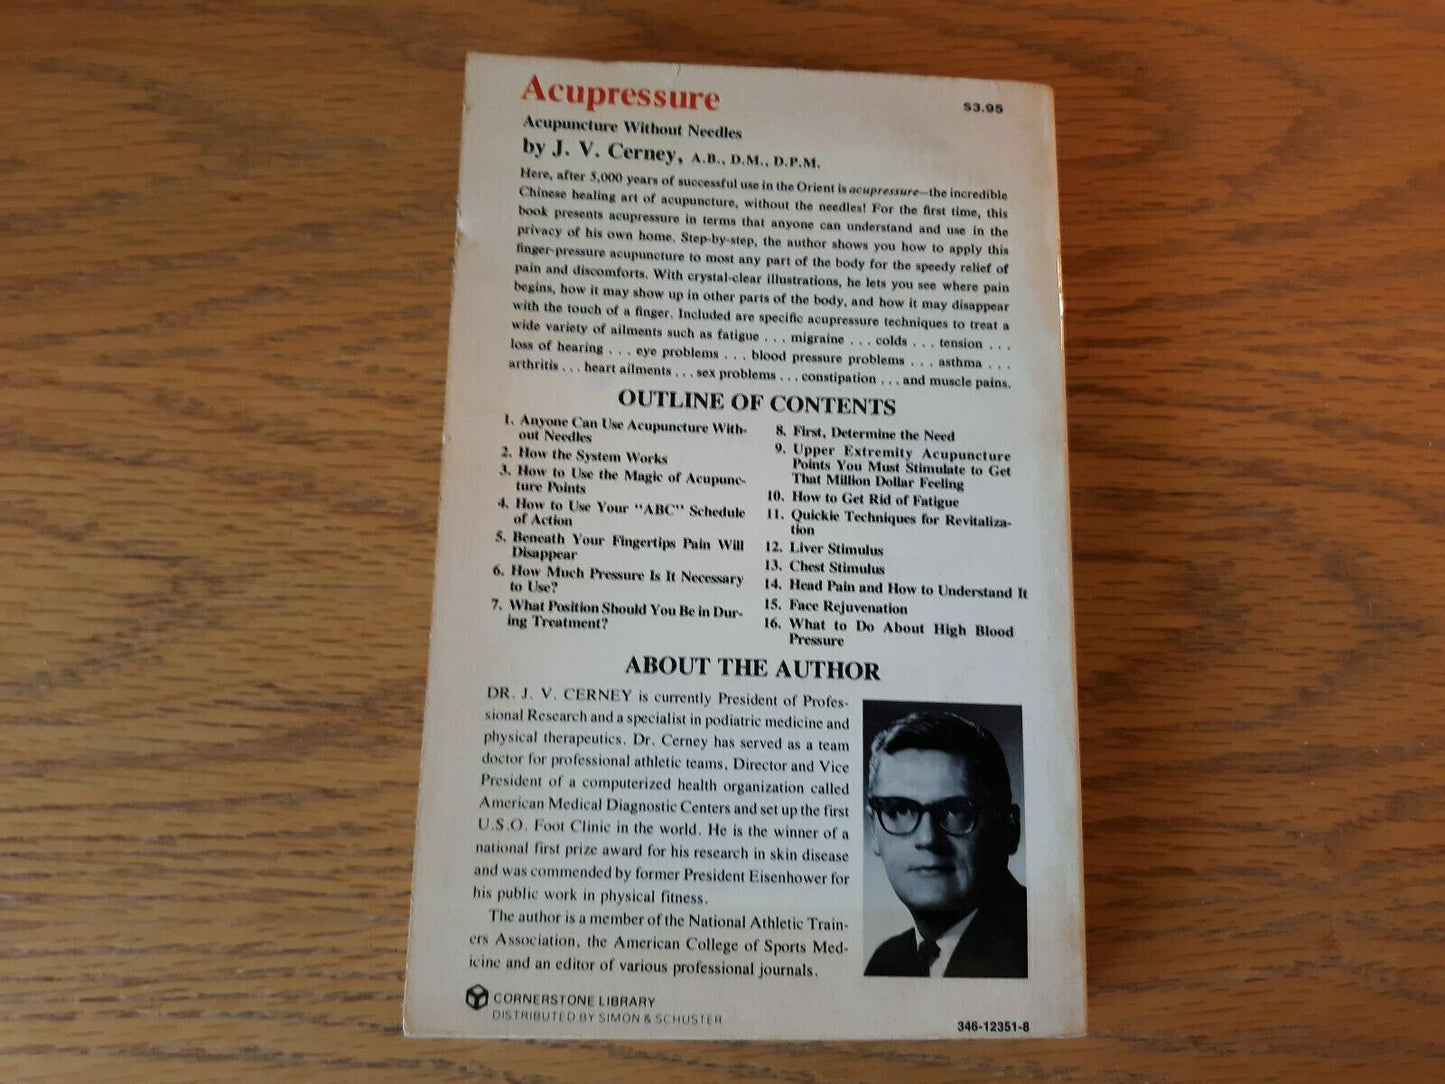 Acupressure
$3.95
Acupuncture Without Needles
by J. V. Cerney, A.B., D.M., D.P.M.
Here, after 5,000 years of successful use in the Orient is acupressure—the incredible
Chinese healing art of acupuncture, without the needles! For the first time, this
book presents acupressure in terms that anyone can understand and use in the
privacy of his own home. Step-by-step, the author shows you how to apply this
finger-pressure acupuncture to most any part of the body for the speedy relief of
pain and discomforts. With crystal-clear illustrations, he lets you see where pain
begins, how it may show up in other parts of the body, and how it may disappear
with the touch of a finger. Included are specific acupressure techniques to treat a
wide variety of ailments such as fatigue . . . migraine . . . colds . . . tension . . .
loss of hearing . . . eye problems . . . blood pressure problems . . . asthma . . .
arthritis . . . heart ailments . . . sex problems . . . constipation . . . and muscle pains.
OUTLINE OF CONTENTS
1. Anyone Can Use Acupuncture With-
out Needles
2. How the System Works
3. How to Use the Magic of Acupunc-
ture Points
4. How to Use Your "ABC" Schedule
of Action
5. Beneath Your Fingertips Pain Will
Disappear
6. How Much Pressure Is It Necessary
to Use?
7. What Position Should You Be in Dur-
ing Treatment?
8. First, Determine the Need
9. Upper Extremity Acupuncture
Points You Must Stimulate to Get
That Million Dollar Feeling
10. How to Get Rid of Fatigue
11. Quickie Techniques for Revitaliza-
tion
12. Liver Stimulus
13. Chest Stimulus
14. Head Pain and How to Understand It
15. Face Rejuvenation
16. What to Do About High Blood
Pressure
ABOUT THE AUTHOR
DR. J. V. CERNEY is currently President of Profes-
sional Research and a specialist in podiatric medicine and
physical therapeutics. Dr. Cerney has served as a team
doctor for professional athletic teams, Director and Vice
President of a computerized health organization called
American Medical Diagnostic Centers and set up the first
U.S.O. Foot Clinic in the world. He is the winner of a
national first prize award for his research in skin disease
and was commended by former President Eisenhower for
his public work in physical fitness.
The author is a member of the National Athletic Train-
ers Association, the American College of Sports Med-
icine and an editor of various professional journals.
CORNERSTONE LIBRARY
DISTRIBUTED BY SIMON & SCHUSTER
346-12351-8